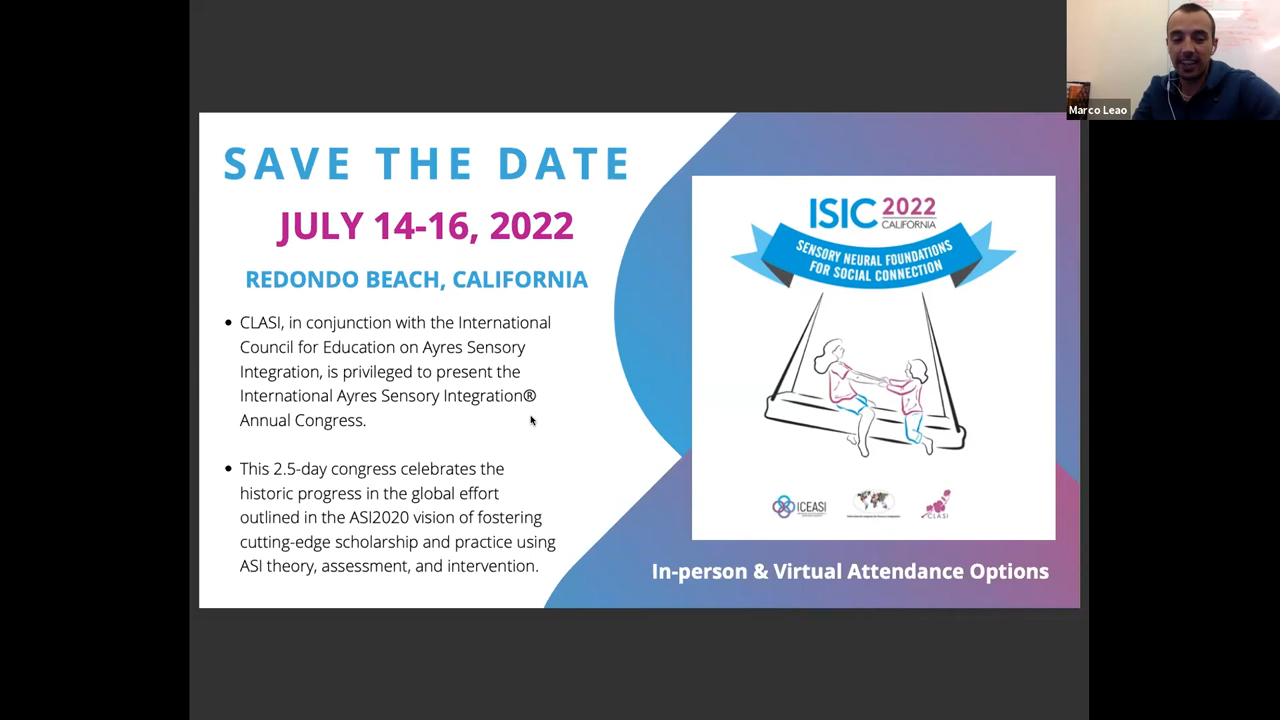 Marco Leao
SAVE THE DATE
JULY 14-16, 2022
REDONDO BEACH, CALIFORNIA
• CLASI, in conjunction with the International
Council for Education on Ayres Sensory
Integration, is privileged to present the
International Ayres Sensory Integration®
Annual Congress.
• This 2.5-day congress celebrates the
historic progress in the global effort
outlined in the ASI2020 vision of fostering
cutting-edge scholarship and practice using
ASI theory, assessment, and intervention.
ISIC 2022
CALIFORNIA
SENSORY NEURAL FOUNDATIONS
FOR SOCIAL CONNECTION
ICEASI
CLASI
In-person & Virtual Attendance Options